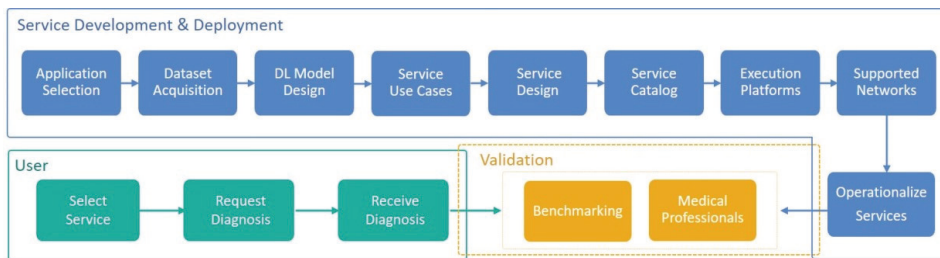 Service Development & Deployment
Application
Selection
Dataset
Acquisition
DL Model
Design
Service
Use Cases
Service
Design
Service
Catalog
Execution
Platforms
Supported
Networks
User
Select
Service
Request
Diagnosis
Receive
Diagnosis
Validation
Benchmarking
Medical
Professionals
Operationalize
Services